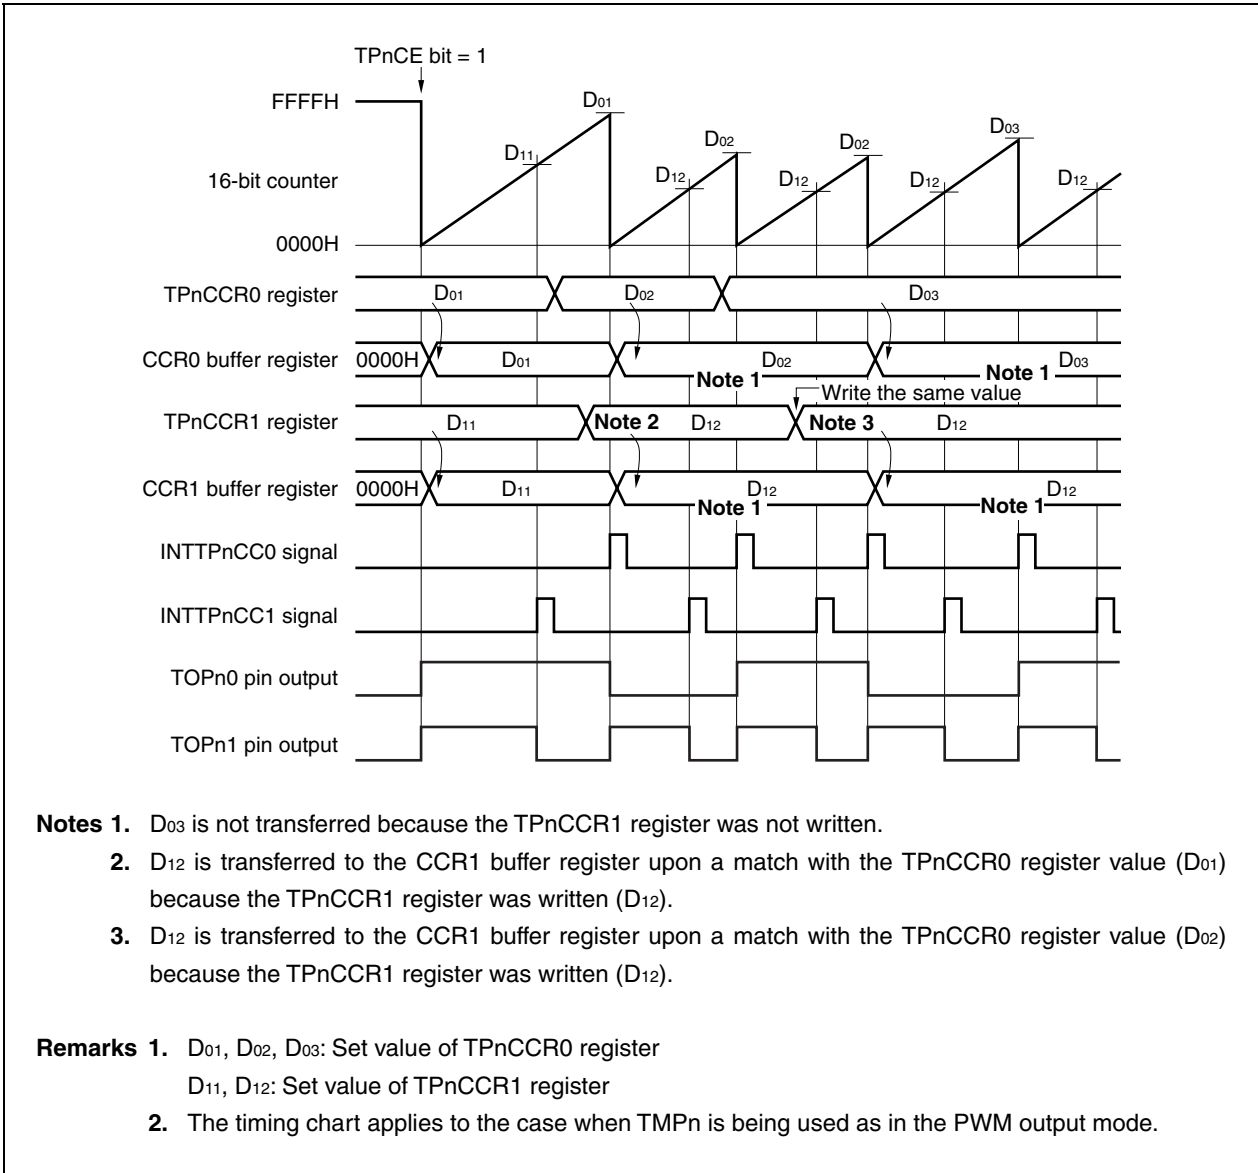 TPnCE bit = 1
FFFFH
D01
D02
D02
D03
D11
D12
D12
D12
D12
16-bit counter
0000H
TPnCCR0 register
D01
D02
D03
CCR0 buffer register
0000H
D01
D02
D03
Note 1
Note 1
Write the same value
TPnCCR1 register
D11
Note 2
D12
Note 3
D12
CCR1 buffer register
0000H
D11
D12
D12
Note 1
Note 1
INTTPnCC0 signal
INTTPnCC1 signal
TOPn0 pin output
TOPn1 pin output
Notes 1. D03 is not transferred because the TPnCCR1 register was not written.
2. D12 is transferred to the CCR1 buffer register upon a match with the TPnCCR0 register value (D01)
because the TPnCCR1 register was written (D12).
3. D12 is transferred to the CCR1 buffer register upon a match with the TPnCCR0 register value (D02)
because the TPnCCR1 register was written (D12).
Remarks 1. D01, D02, D03: Set value of TPnCCR0 register
D11, D12: Set value of TPnCCR1 register
2. The timing chart applies to the case when TMPn is being used as in the PWM output mode.